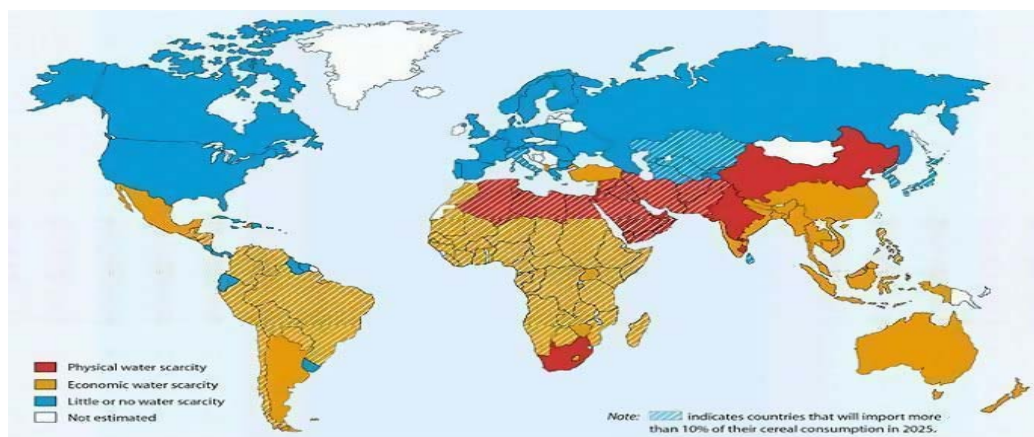 Physical water scarcity
Economic water scarcity
Little or no water scarcity
Not estimated
Note: indicates countries that will import more
than 10% of their cereal consumption in 2025.